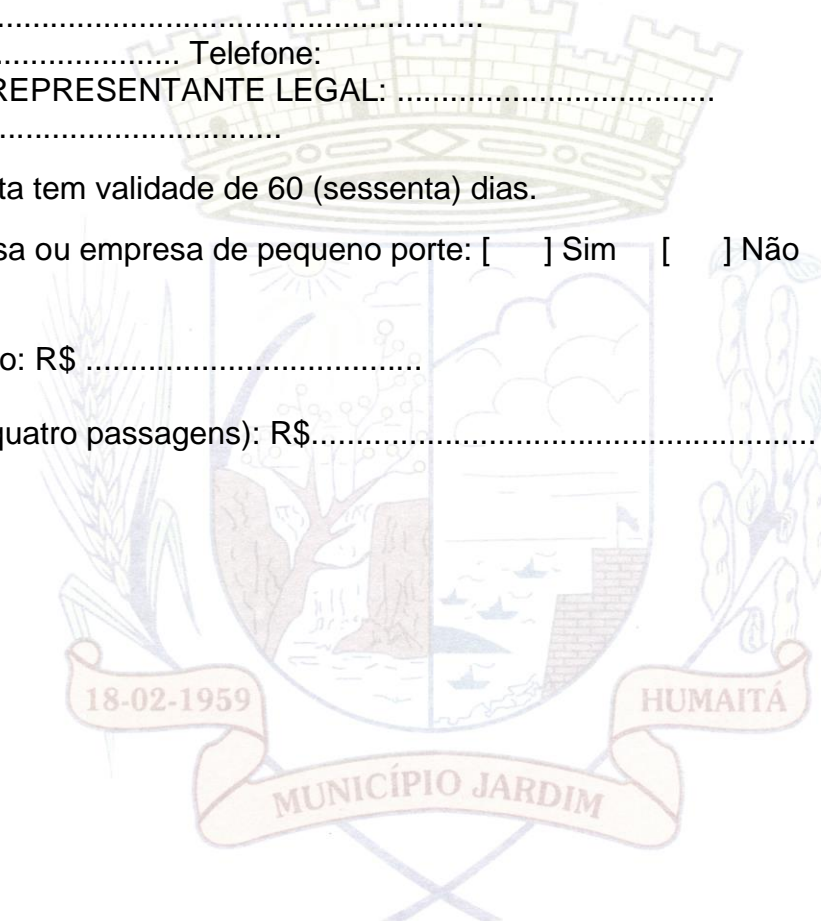 .......................................................
..................... Telefone:
REPRESENTANTE LEGAL: ....................................
................................
ta tem validade de 60 (sessenta) dias.
sa ou empresa de pequeno porte: [ ] Sim [ ] Não
o: R$ ......................................
quatro passagens): R$.........................................................
18-02-1959
HUMAITÁ
MUNICÍPIO JARDIM